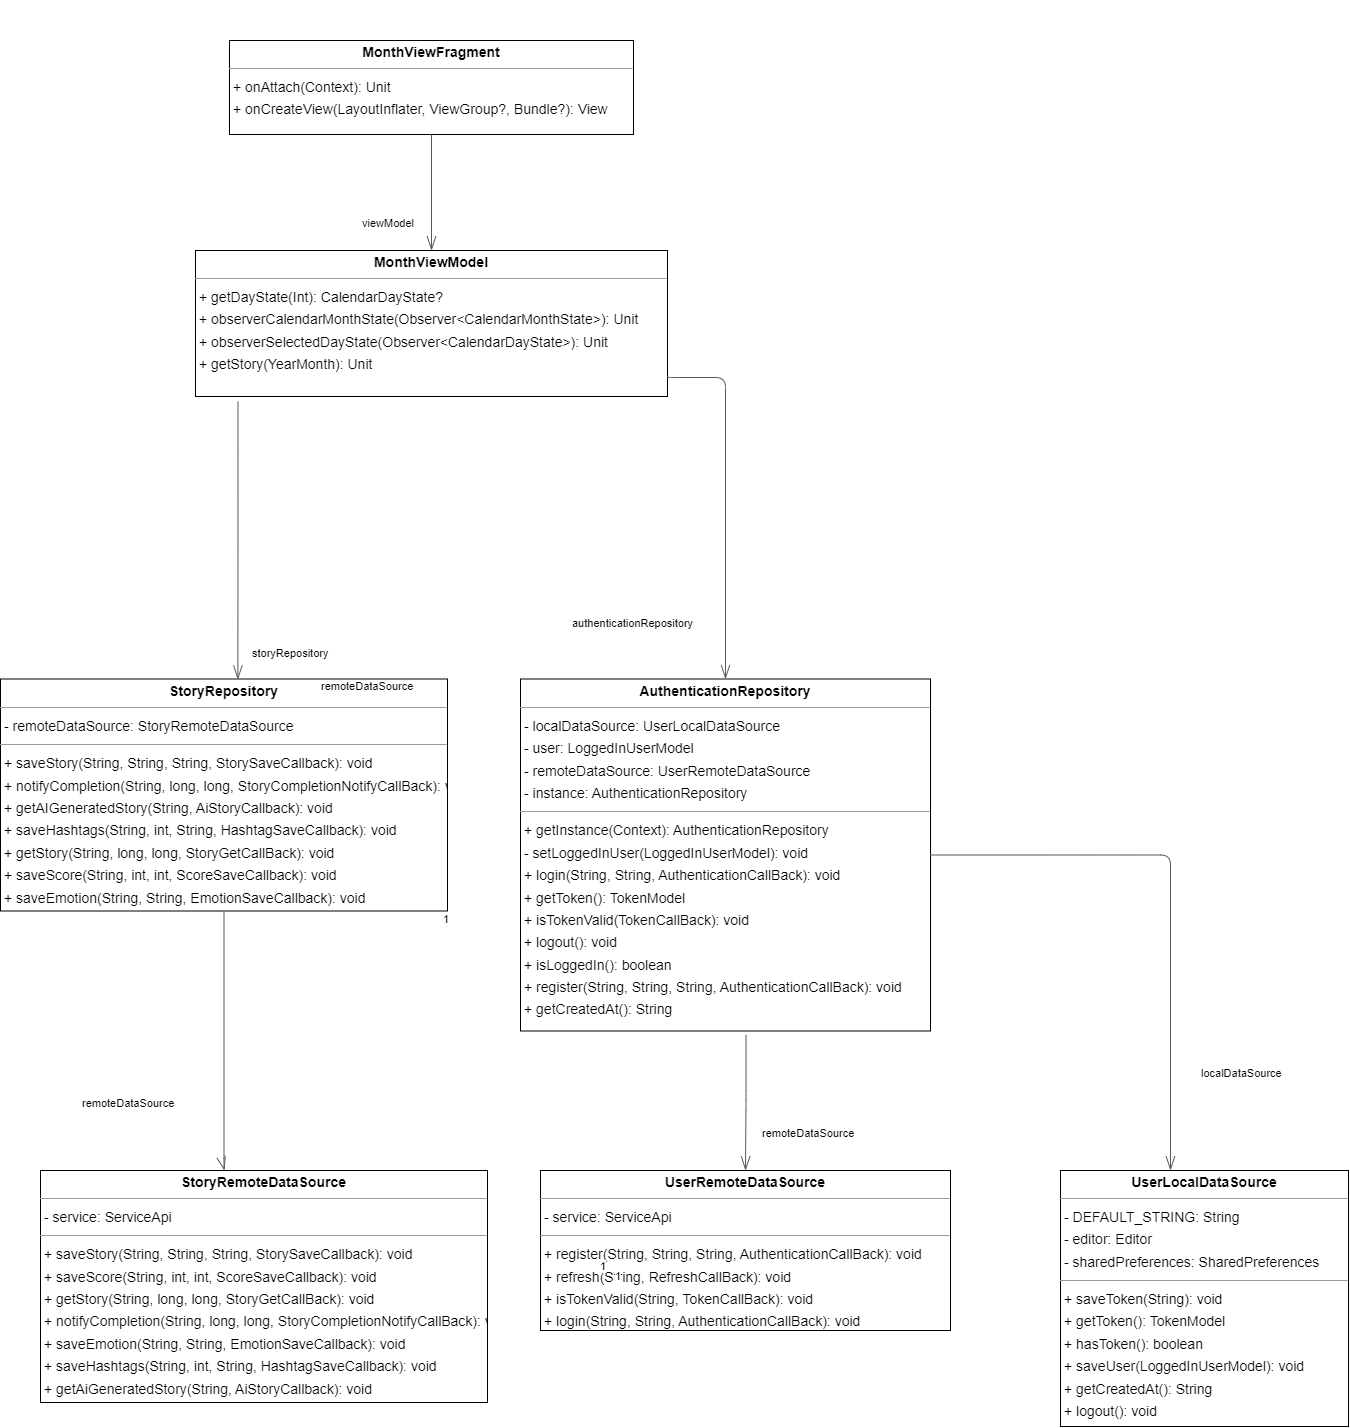 MonthViewFragment
+ onAttach(Context): Unit
+ onCreateView(LayoutInflater, ViewGroup?, Bundle?): View
viewModel
MonthViewModel
+ getDayState(Int): CalendarDayState?
+ observerCalendarMonthState(Observer<CalendarMonthState>): Unit
+ observerSelectedDayState(Observer<CalendarDayState>): Unit
+ getStory(YearMonth): Unit
authenticationRepository
storyRepository
StoryRepository
remoteDataSource
- remoteDataSource: StoryRemoteDataSource
+ saveStory(String, String, String, StorySaveCallback): void
+ notifyCompletion(String, long, long, StoryCompletionNotifyCallBack):
+ getAIGeneratedStory(String, AiStoryCallback): void
+ saveHashtags(String, int, String, HashtagSaveCallback): void
+ getStory(String, long, long, StoryGetCallBack): void
+ saveScore(String, int, int, ScoreSaveCallback): void
+ saveEmotion(String, String, EmotionSaveCallback): void
1
AuthenticationRepository
- localDataSource: UserLocalDataSource
- user: LoggedInUserModel
- remoteDataSource: UserRemoteDataSource
- instance: AuthenticationRepository
+ getInstance(Context): AuthenticationRepository
- setLoggedInUser(LoggedInUserModel): void
+ login(String, String, AuthenticationCallBack): void
+ getToken(): TokenModel
+ isTokenValid(TokenCallBack): void
+ logout(): void
+ isLoggedIn(): boolean
+ register(String, String, String, AuthenticationCallBack): void
+ getCreatedAt(): String
localDataSource
remoteDataSource
remoteDataSource
StoryRemoteDataSource
- service: ServiceApi
+ saveStory(String, String, String, StorySaveCallback): void
+ saveScore(String, int, int, ScoreSaveCallback): void
+ getStory(String, long, long, StoryGetCallBack): void
+ notifyCompletion(String, long, long, StoryCompletionNotifyCallBack):
+ saveEmotion(String, String, EmotionSaveCallback): void
+ saveHashtags(String, int, String, HashtagSaveCallback): void
+ getAiGeneratedStory(String, AiStoryCallback): void
UserRemoteDataSource
- service: ServiceApi
+ register(String, String, String, AuthenticationCallBack): void
1
+ refresh(String, RefreshCallBack): void
1
+ isTokenValid(String, TokenCallBack): void
+ login(String, String, AuthenticationCallBack): void
UserLocalDataSource
- DEFAULT_STRING: String
- editor: Editor
- sharedPreferences: SharedPreferences
+ saveToken(String): void
+ getToken(): TokenModel
+ hasToken(): boolean
+ saveUser(LoggedInUserModel): void
+ getCreatedAt(): String
+ logout(): void